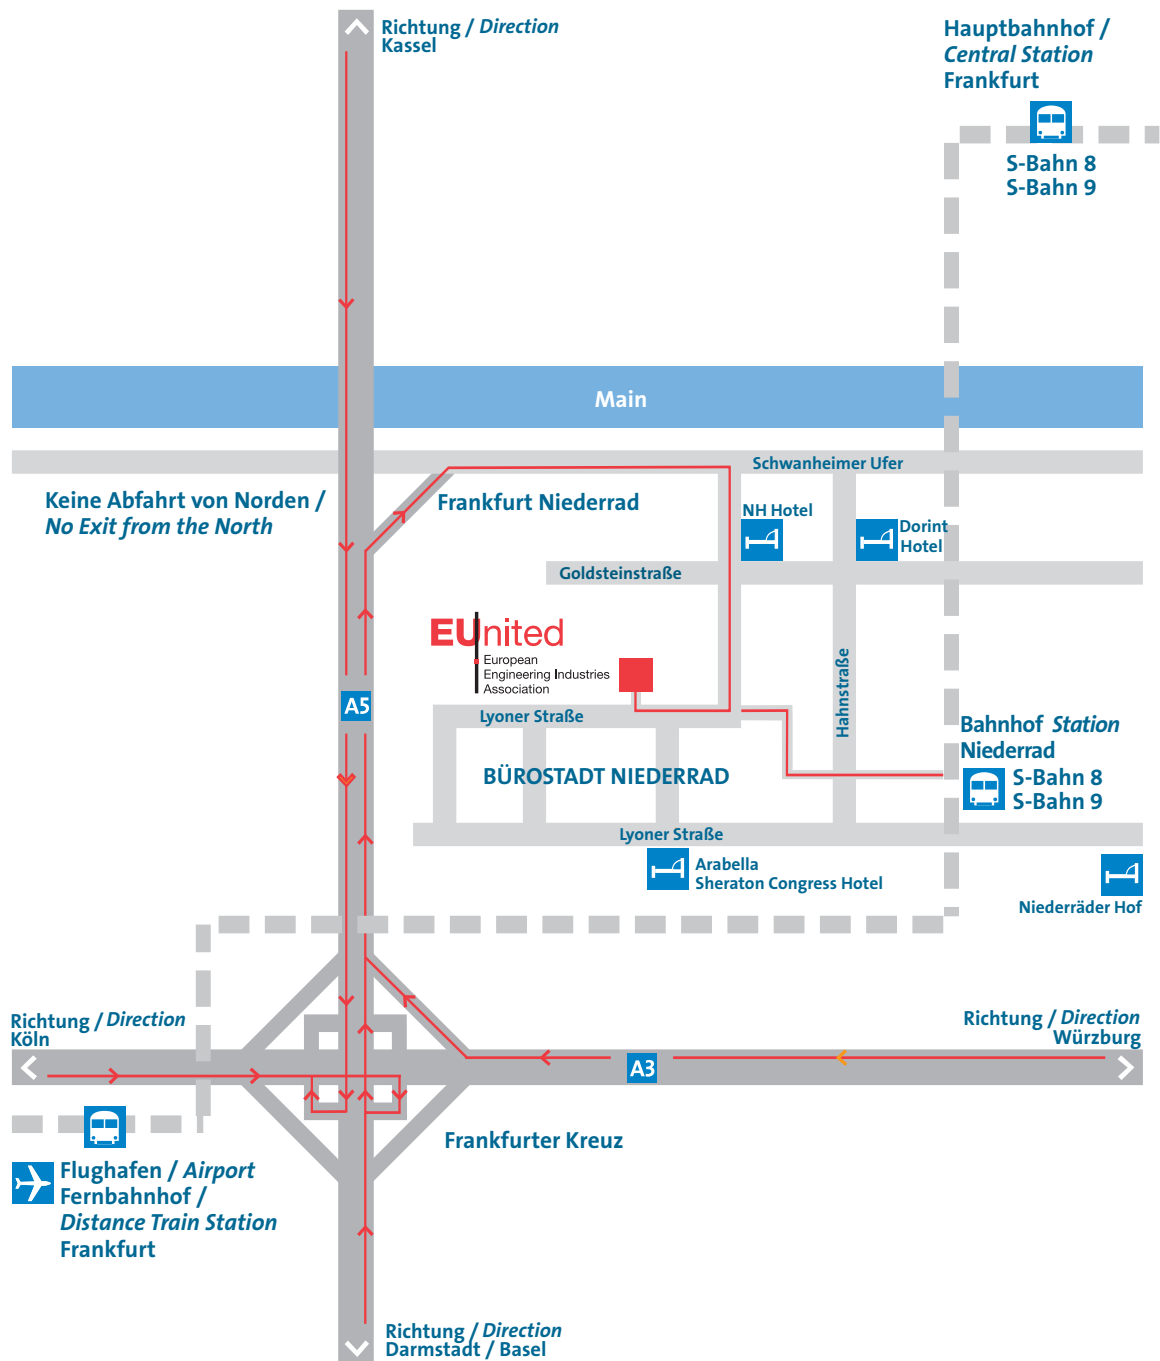 Richtung / Direction
Kassel
Hauptbahnhof /
Central Station
Frankfurt
S-Bahn 8
S-Bahn 9
Main
Schwanheimer Ufer
Keine Abfahrt von Norden /
No Exit from the North
Frankfurt Niederrad
NH Hotel
Dorint
Hotel
Goldsteinstraße
EUnited
European
Engineering Industries
Association
Hahnstraße
A5
Lyoner Straße
Bahnhof Station
Niederrad
S-Bahn 8
S-Bahn 9
BÜROSTADT NIEDERRAD
Lyoner Straße
Arabella
Sheraton Congress Hotel
Niederräder Hof
Richtung / Direction
Köln
Richtung / Direction
Würzburg
A3
Frankfurter Kreuz
Flughafen / Airport
Fernbahnhof /
Distance Train Station
Frankfurt
Richtung / Direction
Darmstadt / Basel